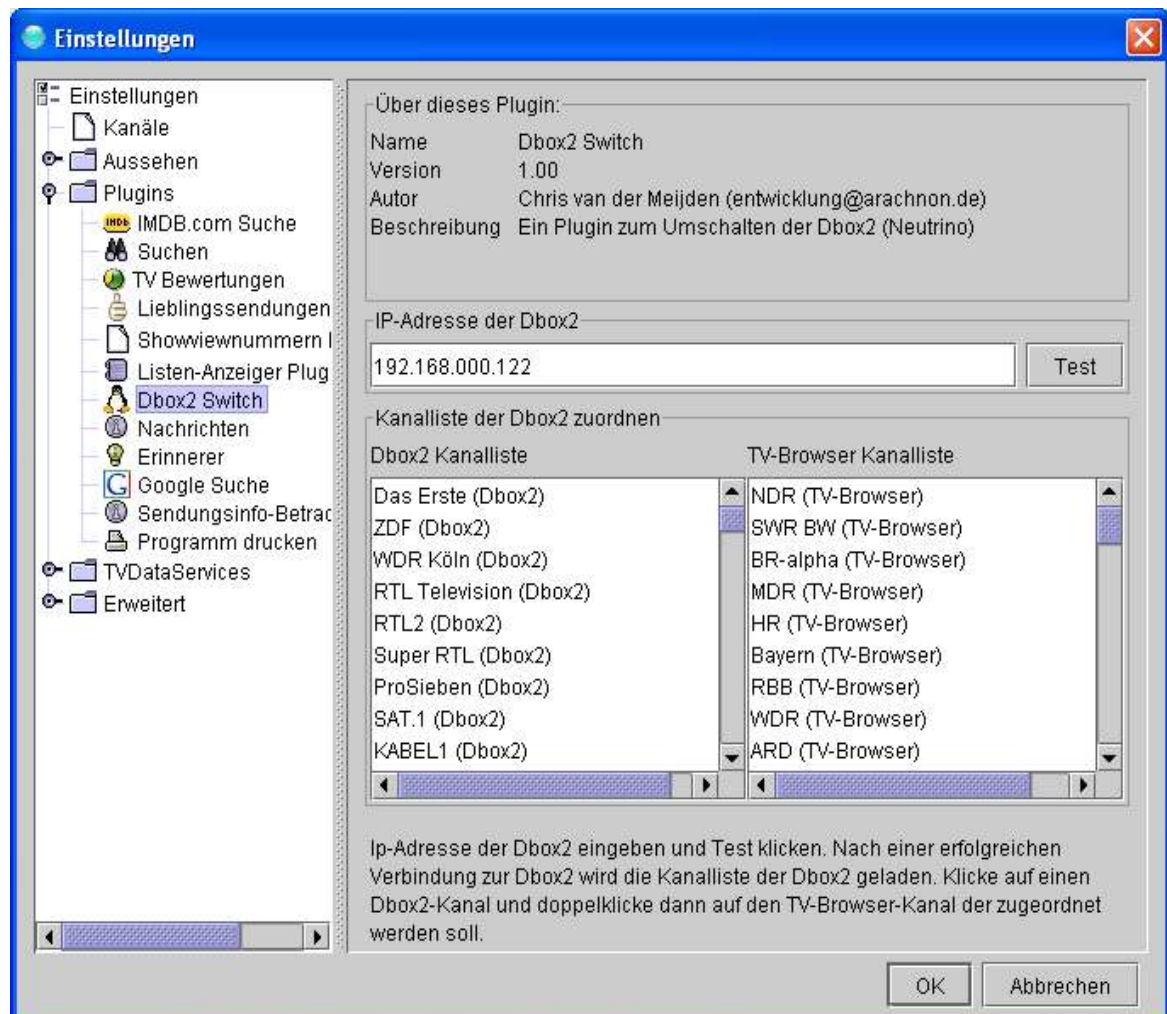 Einstellungen
Einstellungen
Kanäle
Aussehen
Plugins
IMDB IMDB.com Suche
Suchen
TV Bewertungen
Lieblingssendungen
Showviewnummern
Listen-Anzeiger Plug
Dbox2 Switch
Nachrichten
Erinnerer
G Google Suche
Sendungsinfo-Betrac
Programm drucken
TVDataServices
Erweitert
Über dieses Plugin:
Name Dbox2 Switch
Version 1.00
Autor Chris van der Meijden (entwicklung@arachnon.de)
Beschreibung Ein Plugin zum Umschalten der Dbox2 (Neutrino)
IP-Adresse der Dbox2
192.168.000.122 Test
Kanalliste der Dbox2 zuordnen
Dbox2 Kanalliste
Das Erste (Dbox2)
ZDF (Dbox2)
WDR Köln (Dbox2)
RTL Television (Dbox2)
RTL2 (Dbox2)
Super RTL (Dbox2)
ProSieben (Dbox2)
SAT.1 (Dbox2)
KABEL1 (Dbox2)
TV-Browser Kanalliste
NDR (TV-Browser)
SWR BW (TV-Browser)
BR-alpha (TV-Browser)
MDR (TV-Browser)
HR (TV-Browser)
Bayern (TV-Browser)
RBB (TV-Browser)
WDR (TV-Browser)
ARD (TV-Browser)
Ip-Adresse der Dbox2 eingeben und Test klicken. Nach einer erfolgreichen
Verbindung zur Dbox2 wird die Kanalliste der Dbox2 geladen. Klicke auf einen
Dbox2-Kanal und doppelklicke dann auf den TV-Browser-Kanal der zugeordnet
werden soll.
OK Abbrechen